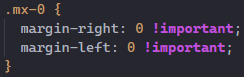 .mx-0 {
  margin-right: 0 !important;
  margin-left: 0 !important;
}